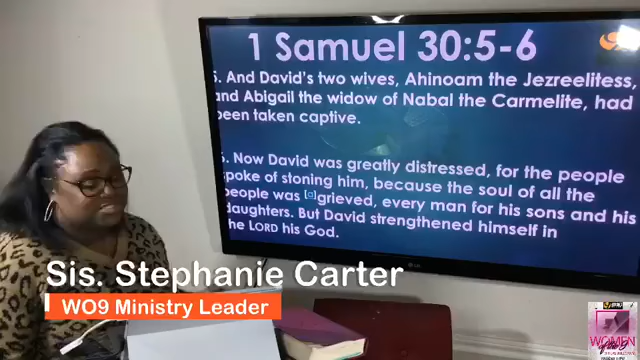 1 Samuel 30:5-6
5. And David's two wives, Ahinoam the Jezreelitess,
and Abigail the widow of Nabal the Carmelite, had
been taken captive.
6. Now David was greatly distressed, for the people
spoke of stoning him, because the soul of all the
people was [a]grieved, every man for his sons and his
daughters. But David strengthened himself in
the LORD his God.
LG
Sis. Stephanie Carter
WO9 Ministry Leader
WOMEN